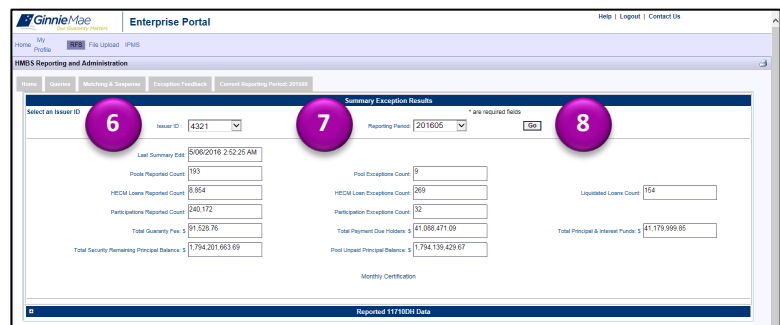 GinnieMae
Our Guaranty Matters
Enterprise Portal
Help | Logout | Contact Us
Home My Profile RFS File Upload IPMS
HMBS Reporting and Administration
Home Queries Matching & Suspense Exception Feedback Current Reporting Period: 201605
Summary Exception Results
Select an Issuer ID * are required fields
6 Issuer ID : 4321 7 Reporting Period: 201605 Go 8
Last Summary Edit: 5/06/2016 2:52:25 AM
Pools Reported Count: 193 Pool Exceptions Count: 9
HECM Loans Reported Count: 8,854 HECM Loan Exceptions Count: 269 Liquidated Loans Count: 154
Participations Reported Count: 240,172 Participation Exceptions Count: 32
Total Guaranty Fee: $ 91,528.76 Total Payment Due Holders: $ 41,088,471.09 Total Principal & Interest Funds: $ 41,179,999.85
Total Security Remaining Principal Balance: $ 1,794,201,663.69 Pool Unpaid Principal Balance: $ 1,794,139,429.67
Monthly Certification
Reported 11710DH Data